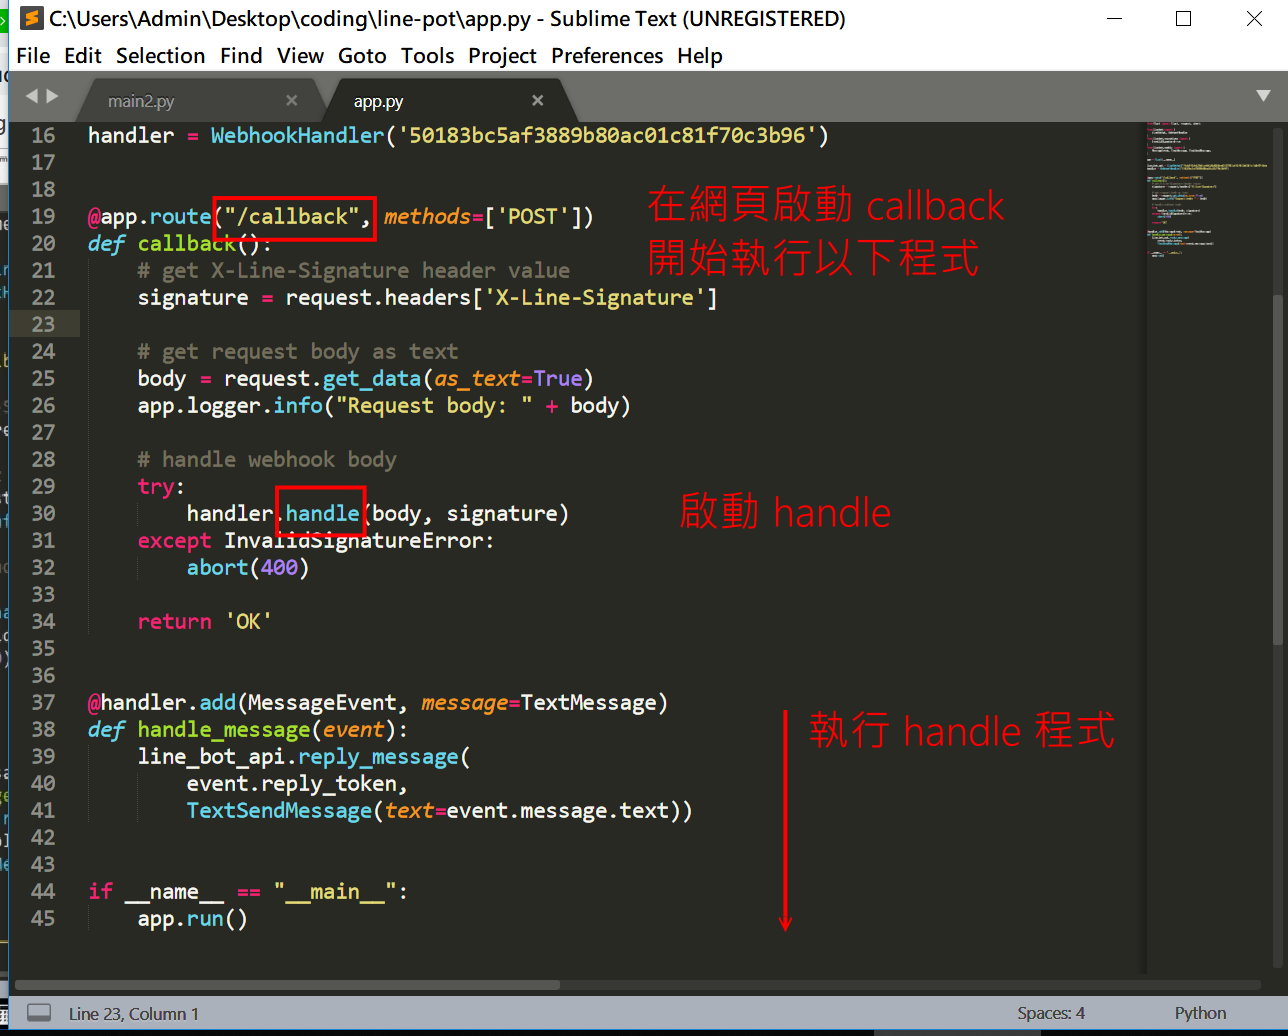 C:\Users\Admin\Desktop\coding\line-pot\app.py - Sublime Text (UNREGISTERED)
File Edit Selection Find View Goto Tools Project Preferences Help
main2.py
app.py
16 handler = WebhookHandler('50183bc5af3889b80ac01c81f70c3b96')
17
18
19 @app.route("/callback", methods=['POST'])
在網頁啟動 callback
20 def callback():
開始執行以下程式
21 # get X-Line-Signature header value
22 signature = request.headers['X-Line-Signature']
23
24 # get request body as text
25 body = request.get_data(as_text=True)
26 app.logger.info("Request body: " + body)
27
28 # handle webhook body
29 try:
30 handler.handle(body, signature)
啟動 handle
31 except InvalidSignatureError:
32 abort(400)
33
34 return 'OK'
35
36
37 @handler.add(MessageEvent, message=TextMessage)
38 def handle_message(event):
執行 handle 程式
39 line_bot_api.reply_message(
40 event.reply_token,
41 TextSendMessage(text=event.message.text))
42
43
44 if __name__ == "__main__":
45 app.run()
Line 23, Column 1
Spaces: 4
Python